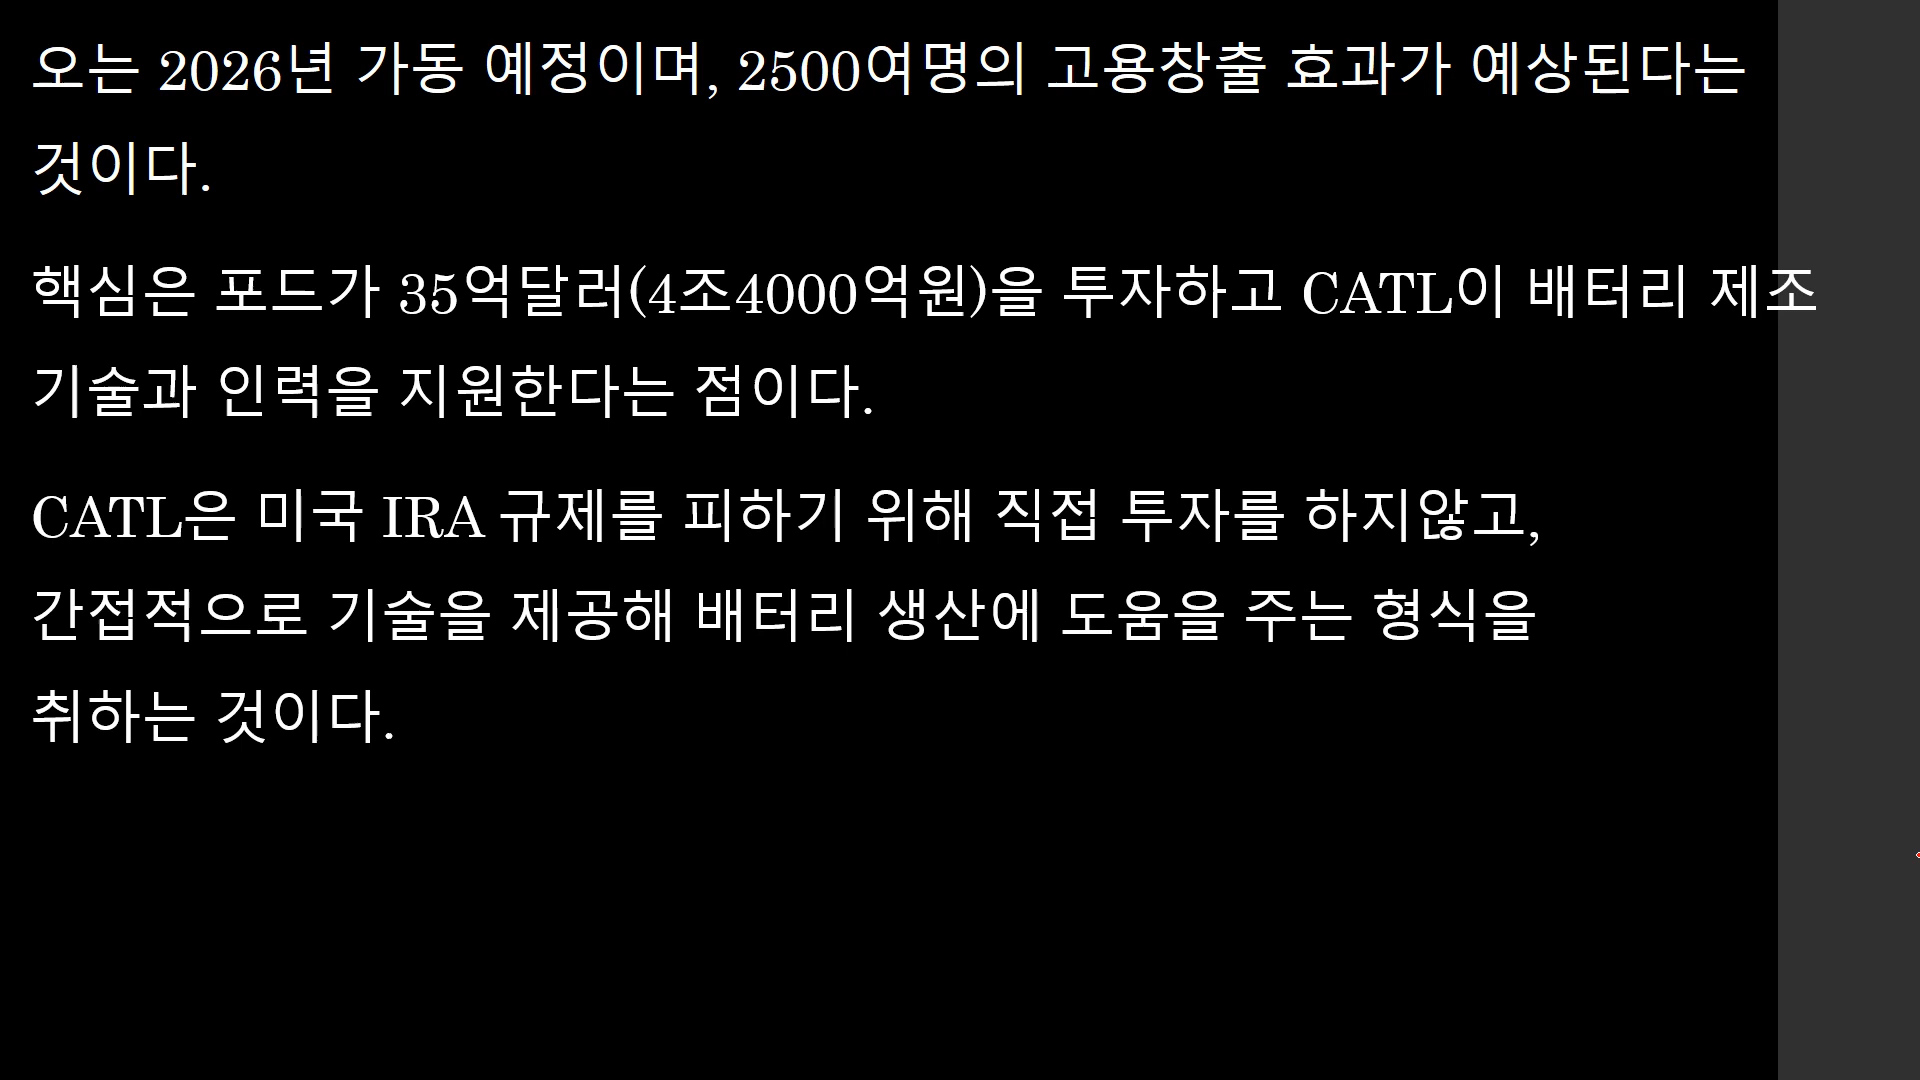 오는 2026년 가동 예정이며, 2500여명의 고용창출 효과가 예상된다는
것이다.
핵심은 포드가 35억달러(4조4000억원)을 투자하고 CATL이 배터리 제조
기술과 인력을 지원한다는 점이다.
CATL은 미국 IRA 규제를 피하기 위해 직접 투자를 하지않고,
간접적으로 기술을 제공해 배터리 생산에 도움을 주는 형식을
취하는 것이다.